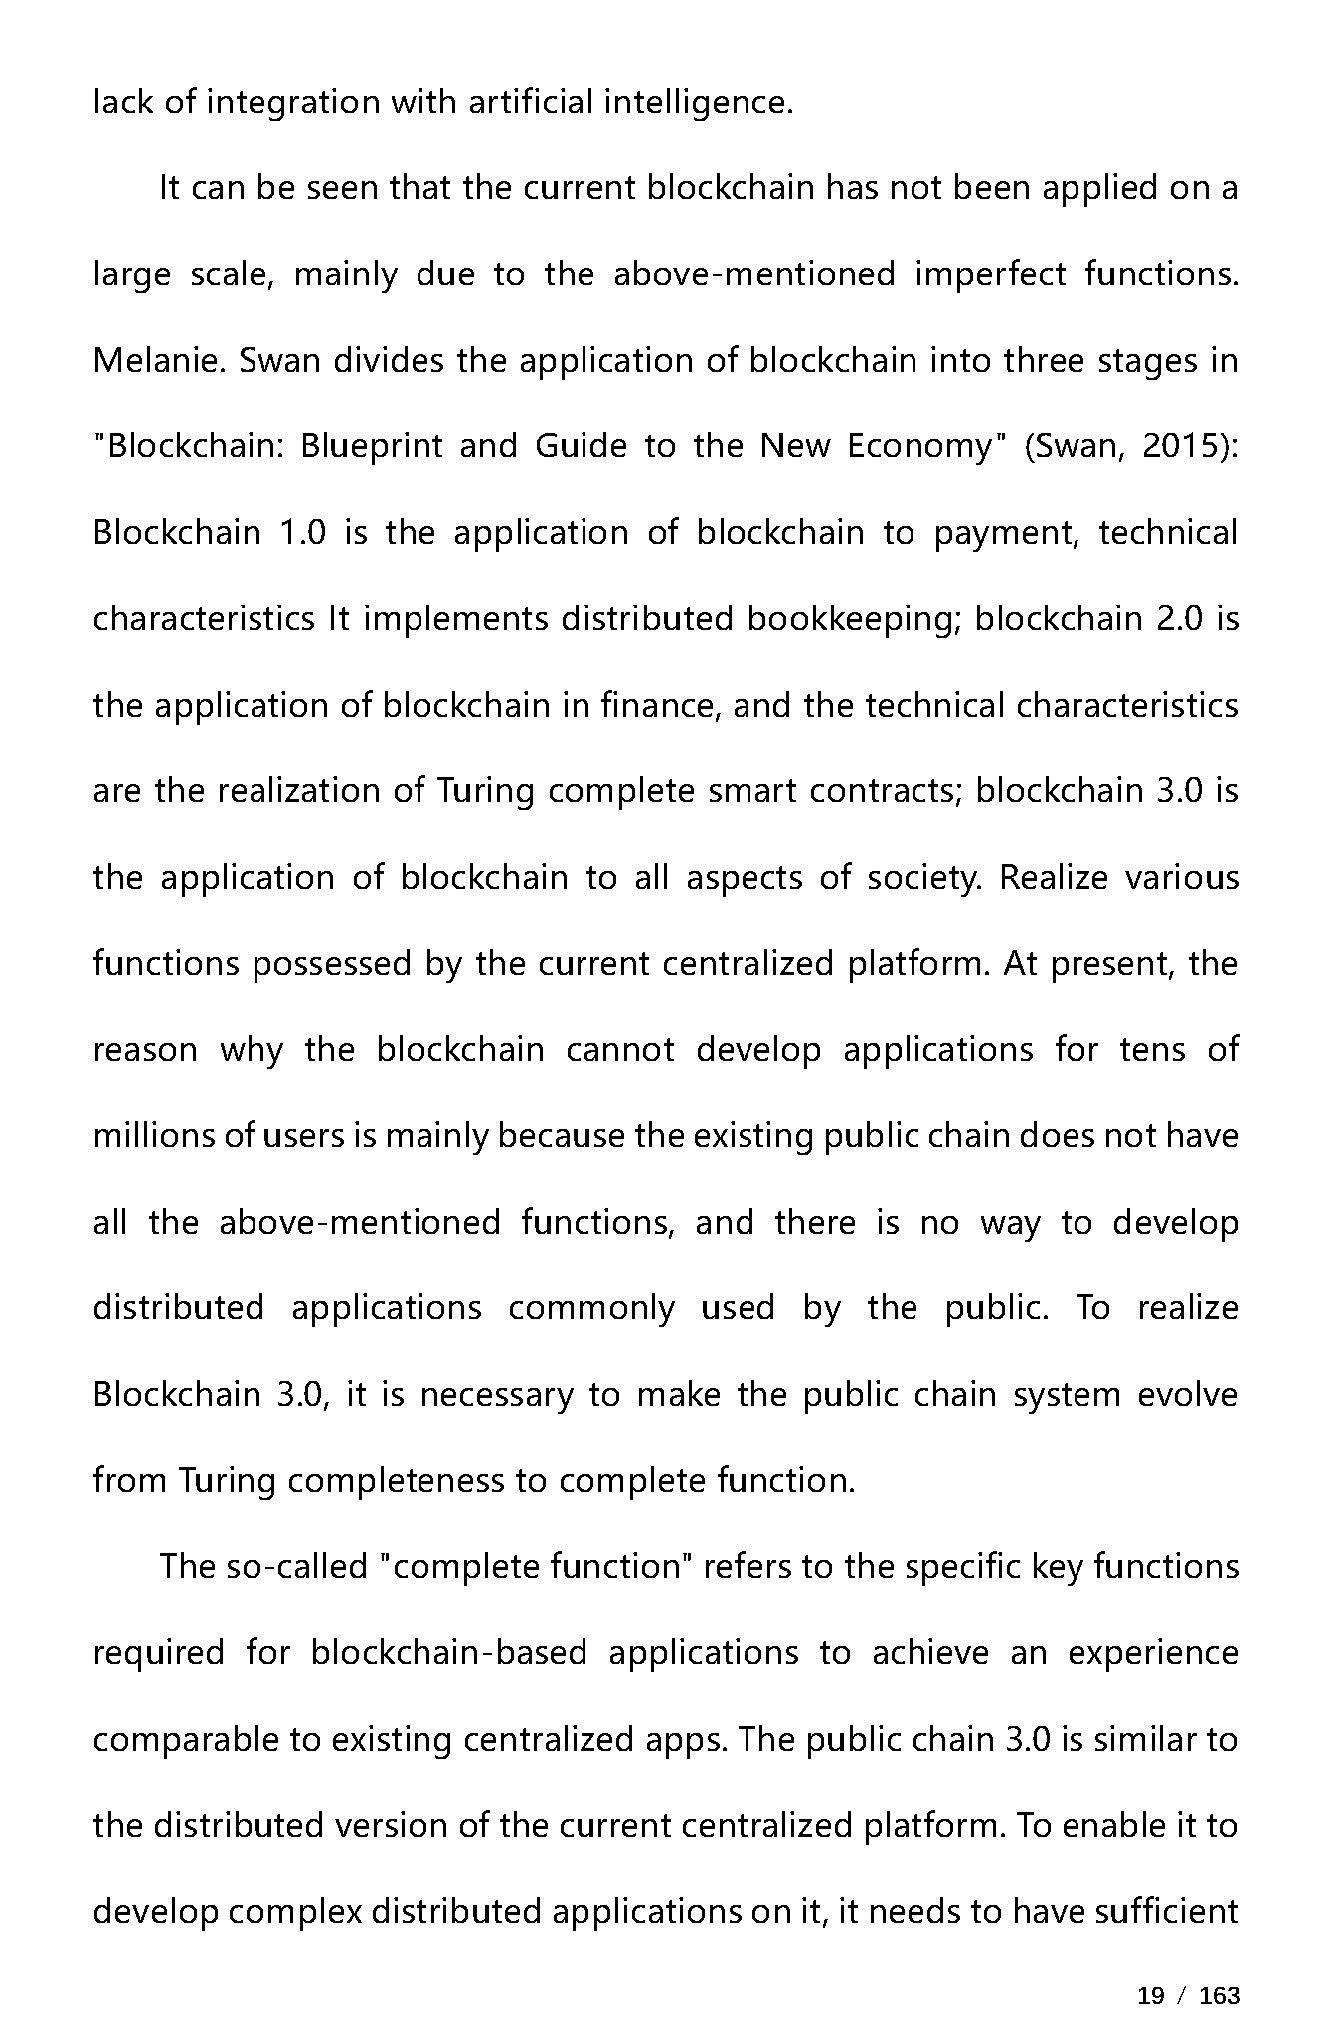 lack of integration with artificial intelligence.
It can be seen that the current blockchain has not been applied on a
large scale, mainly due to the above-mentioned imperfect functions.
Melanie. Swan divides the application of blockchain into three stages in
"Blockchain: Blueprint and Guide to the New Economy" (Swan, 2015):
Blockchain 1.0 is the application of blockchain to payment, technical
characteristics It implements distributed bookkeeping; blockchain 2.0 is
the application of blockchain in finance, and the technical characteristics
are the realization of Turing complete smart contracts; blockchain 3.0 is
the application of blockchain to all aspects of society. Realize various
functions possessed by the current centralized platform. At present, the
reason why the blockchain cannot develop applications for tens of
millions of users is mainly because the existing public chain does not have
all the above-mentioned functions, and there is no way to develop
distributed applications commonly used by the public. To realize
Blockchain 3.0, it is necessary to make the public chain system evolve
from Turing completeness to complete function.
The so-called "complete function" refers to the specific key functions
required for blockchain-based applications to achieve an experience
comparable to existing centralized apps. The public chain 3.0 is similar to
the distributed version of the current centralized platform. To enable it to
develop complex distributed applications on it, it needs to have sufficient
19 / 163